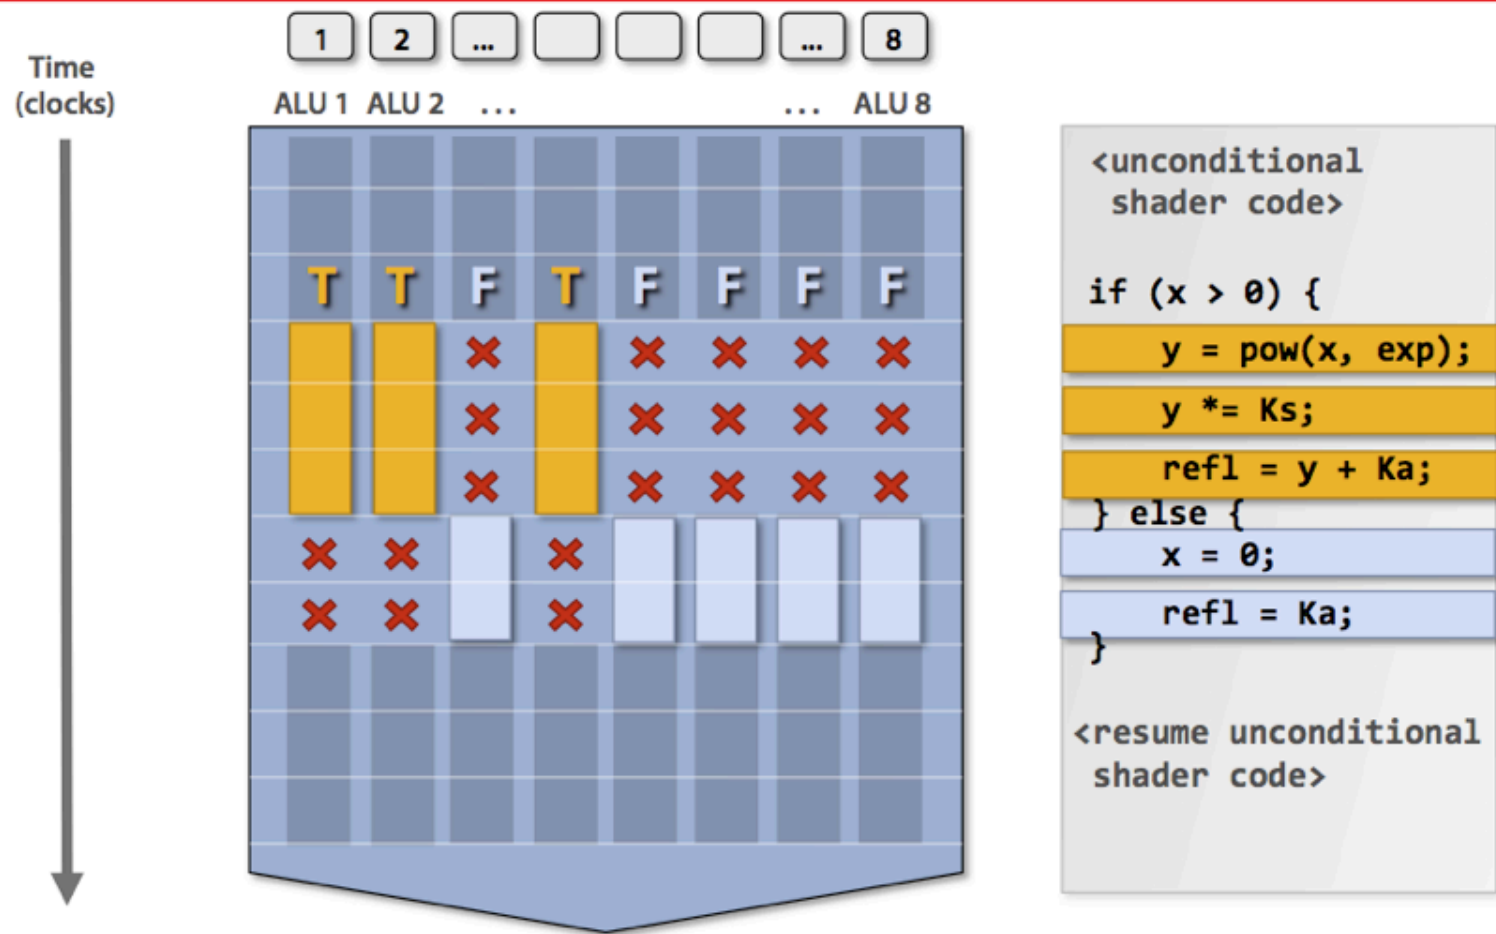 1 2 ... ... 8
Time
(clocks)
ALU 1 ALU 2 ... ... ALU 8
<unconditional
shader code>
T T F T F F F F
if (x > 0) {
y = pow(x, exp);
y *= Ks;
refl = y + Ka;
} else {
x = 0;
refl = Ka;
}
<resume unconditional
shader code>